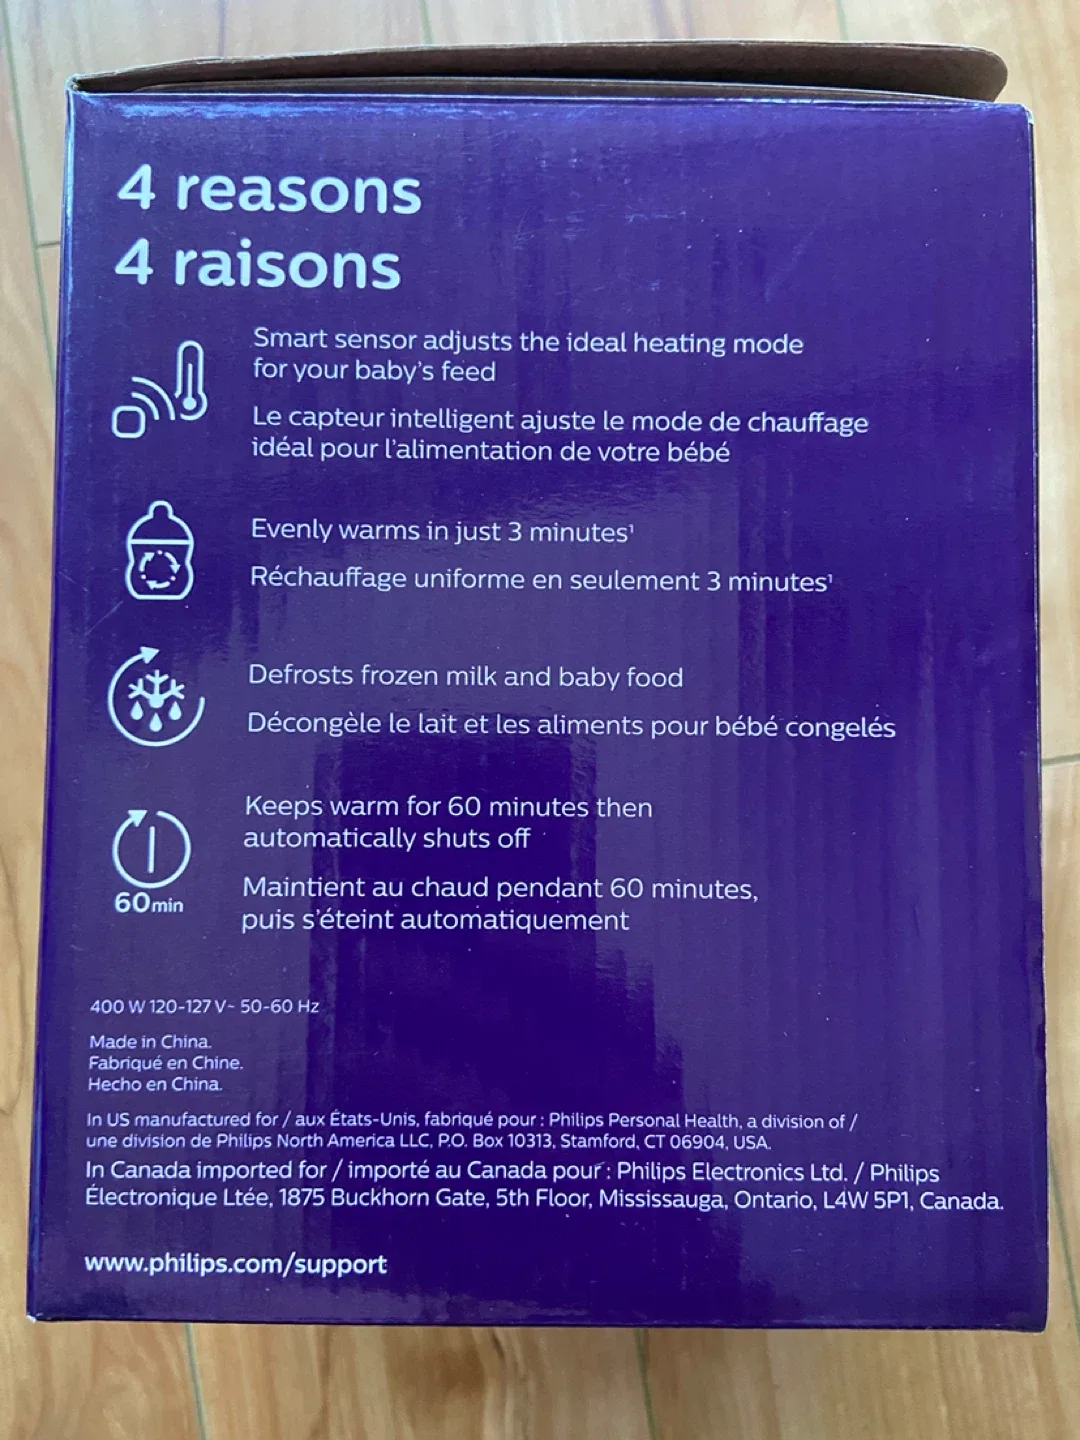 4 reasons
4 raisons
Smart sensor adjusts the ideal heating mode
for your baby's feed
Le capteur intelligent ajuste le mode de chauffage
idéal pour l'alimentation de votre bébé
Evenly warms in just 3 minutes¹
Réchauffage uniforme en seulement 3 minutes¹
Defrosts frozen milk and baby food
Décongèle le lait et les aliments pour bébé congelés
Keeps warm for 60 minutes then
automatically shuts off
60min
Maintient au chaud pendant 60 minutes,
puis s'éteint automatiquement
400 W 120-127 V~ 50-60 Hz
Made in China.
Fabriqué en Chine.
Hecho en China.
In US manufactured for / aux États-Unis, fabriqué pour : Philips Personal Health, a division of /
une division de Philips North America LLC, P.O. Box 10313, Stamford, CT 06904, USA.
In Canada imported for / importé au Canada pour : Philips Electronics Ltd. / Philips
Électronique Ltée, 1875 Buckhorn Gate, 5th Floor, Mississauga, Ontario, L4W 5P1, Canada.
www.philips.com/support